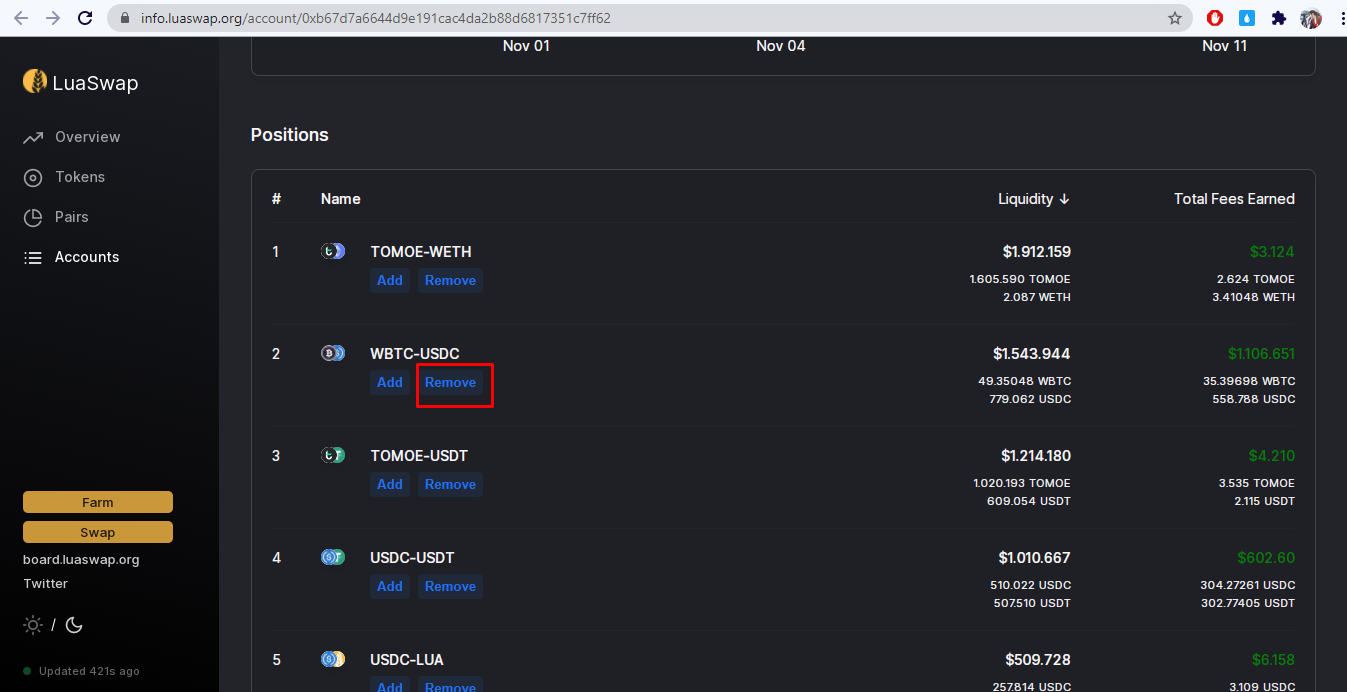 info.luaswap.org/account/0xb67d7a6644d9e191cac4da2b88d6817351c7ff62
Nov 01 Nov 04 Nov 11
LuaSwap
Overview
Tokens
Pairs
Accounts
Farm
Swap
board.luaswap.org
Twitter
/
Updated 421s ago
Positions
# Name Liquidity ↓ Total Fees Earned
1 TOMOE-WETH $1.912.159 $3.124
Add Remove 1.605.590 TOMOE 2.624 TOMOE
2.087 WETH 3.41048 WETH
2 WBTC-USDC $1.543.944 $1.106.651
Add Remove 49.35048 WBTC 35.39698 WBTC
779.062 USDC 558.788 USDC
3 TOMOE-USDT $1.214.180 $4.210
Add Remove 1.020.193 TOMOE 3.535 TOMOE
609.054 USDT 2.115 USDT
4 USDC-USDT $1.010.667 $602.60
Add Remove 510.022 USDC 304.27261 USDC
507.510 USDT 302.77405 USDT
5 USDC-LUA $509.728 $6.158
Add Remove 257.814 USDC 3.109 USDC